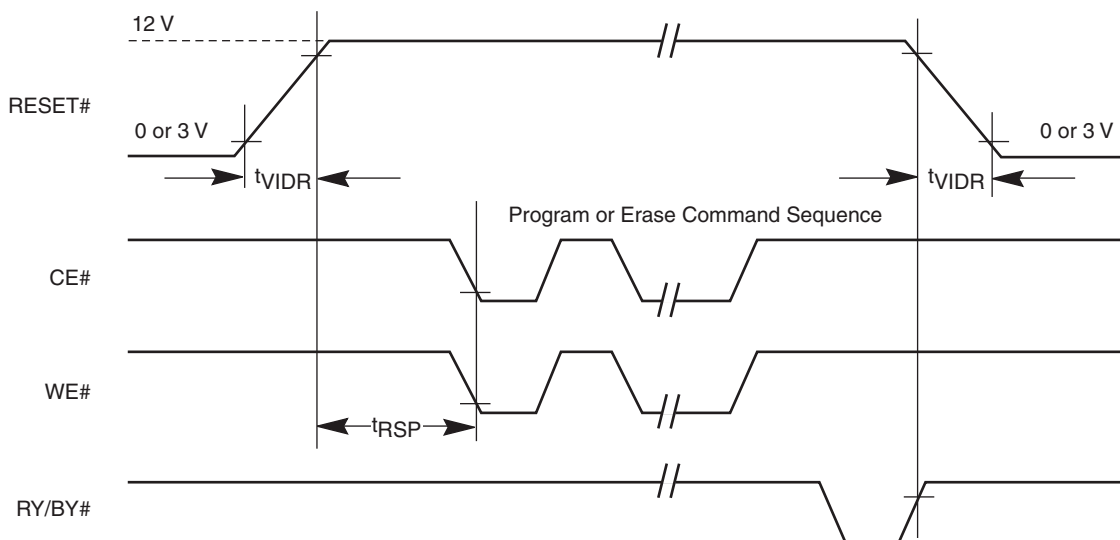 12 V
RESET#
0 or 3 V
0 or 3 V
tVIDR
tVIDR
Program or Erase Command Sequence
CE#
WE#
tRSP
RY/BY#